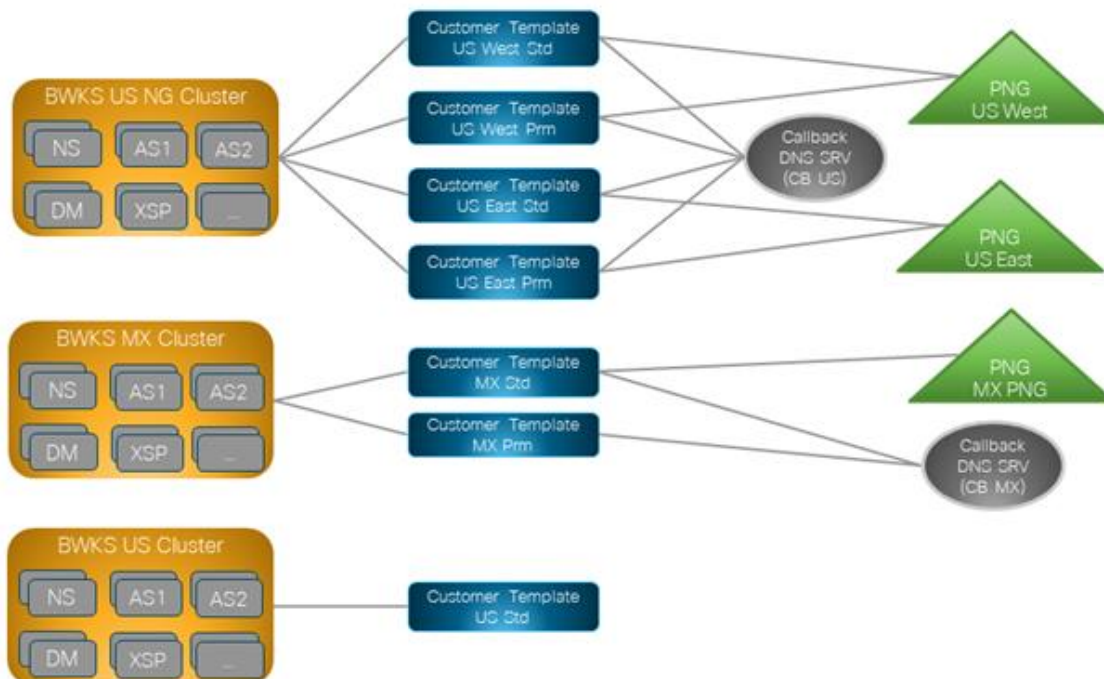 BWKS US NG Cluster
NS
AS1
AS2
DM
XSP
...
Customer Template
US West Std
Customer Template
US West Prm
Customer Template
US East Std
Customer Template
US East Prm
Callback
DNS SRV
(CB US)
PNG
US West
PNG
US East
BWKS MX Cluster
NS
AS1
AS2
DM
XSP
...
Customer Template
MX Std
Customer Template
MX Prm
PNG
MX PNG
Callback
DNS SRV
(CB MX)
BWKS US Cluster
NS
AS1
AS2
DM
XSP
...
Customer Template
US Std